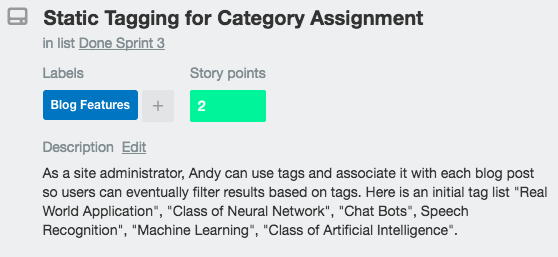 Static Tagging for Category Assignment
in list Done Sprint 3
Labels
Story points
Blog Features
+
2
Description Edit
As a site administrator, Andy can use tags and associate it with each blog post
so users can eventually filter results based on tags. Here is an initial tag list "Real
World Application", "Class of Neural Network", "Chat Bots", Speech
Recognition", "Machine Learning", "Class of Artificial Intelligence".